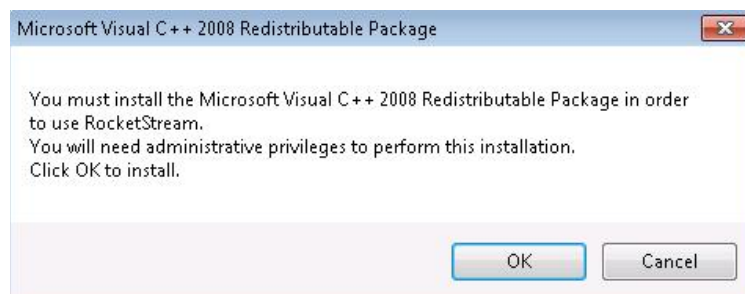 Microsoft Visual C++ 2008 Redistributable Package
You must install the Microsoft Visual C++ 2008 Redistributable Package in order
to use RocketStream.
You will need administrative privileges to perform this installation.
Click OK to install.
OK
Cancel